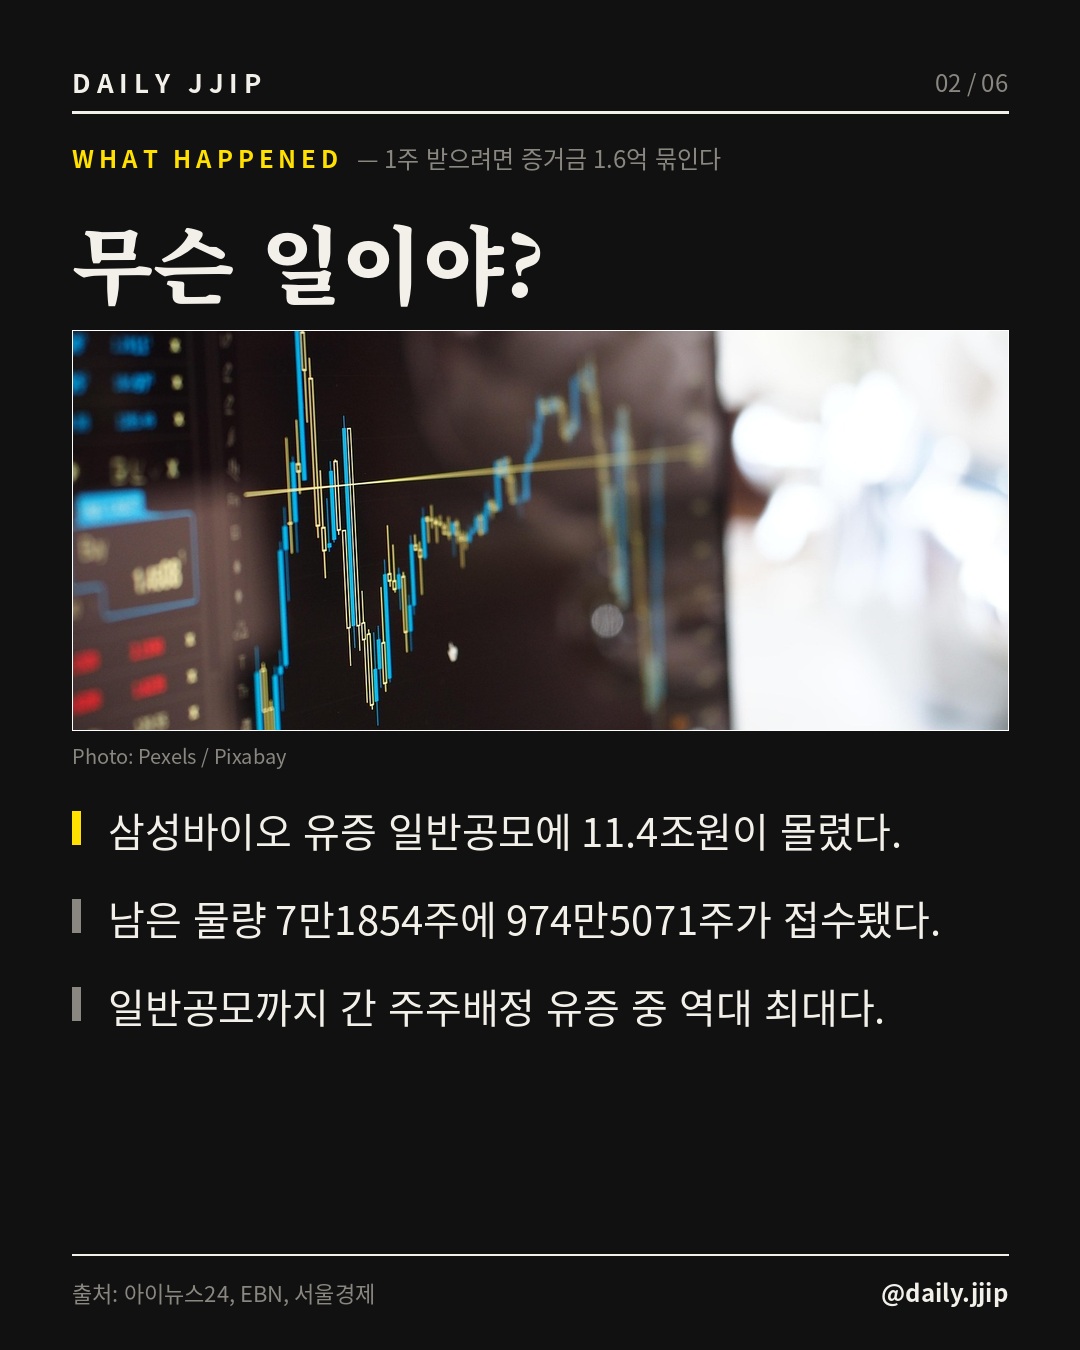 DAILY JJIP
02 / 06
WHAT HAPPENED — 1주 받으려면 증거금 1.6억 묶인다
무슨 일이야?
Photo: Pexels / Pixabay
삼성바이오 유증 일반공모에 11.4조원이 몰렸다.
남은 물량 7만1854주에 974만5071주가 접수됐다.
일반공모까지 간 주주배정 유증 중 역대 최대다.
출처: 아이뉴스24, EBN, 서울경제
@daily.jjip